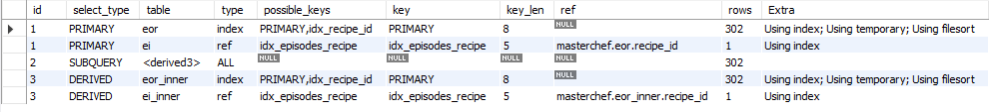 id select_type table type possible_keys key key_len ref rows Extra
1 PRIMARY eor index PRIMARY,idx_recipe_id PRIMARY 8 NULL 302 Using index; Using temporary; Using filesort
1 PRIMARY ei ref idx_episodes_recipe idx_episodes_recipe 5 masterchef.eor.recipe_id 1 Using index
2 SUBQUERY <derived3> ALL NULL NULL NULL NULL 302
3 DERIVED eor_inner index PRIMARY,idx_recipe_id PRIMARY 8 NULL 302 Using index; Using temporary; Using filesort
3 DERIVED ei_inner ref idx_episodes_recipe idx_episodes_recipe 5 masterchef.eor_inner.recipe_id 1 Using index